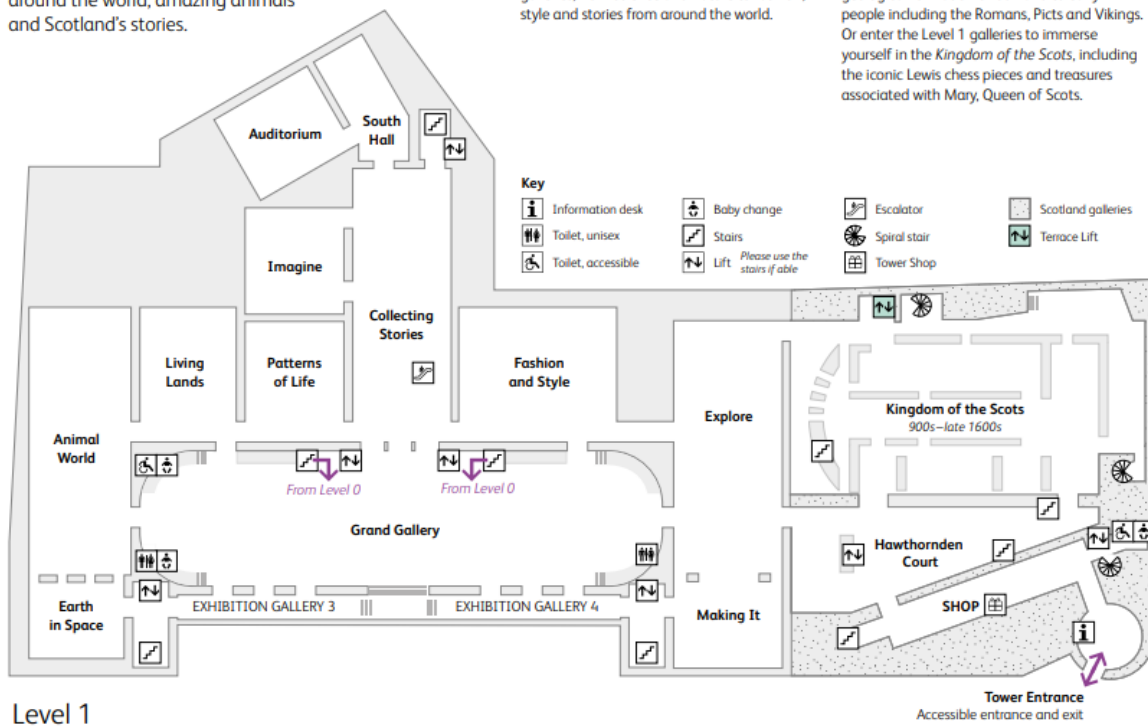 around the world, amazing animals
and Scotland's stories.
style and stories from around the world.
people including the Romans, Picts and Vikings.
Or enter the Level 1 galleries to immerse
yourself in the Kingdom of the Scots, including
the iconic Lewis chess pieces and treasures
associated with Mary, Queen of Scots.
Auditorium
South
Hall
Key
Information desk
Baby change
Escalator
Scotland galleries
Toilet, unisex
Stairs
Spiral stair
Terrace Lift
Toilet, accessible
Lift Please use the
stairs if able
Tower Shop
Imagine
Collecting
Stories
Living
Lands
Patterns
of Life
Fashion
and Style
Explore
Kingdom of the Scots
900s–late 1600s
Animal
World
From Level 0
From Level 0
Grand Gallery
Hawthornden
Court
Earth
in Space
EXHIBITION GALLERY 3
EXHIBITION GALLERY 4
Making It
SHOP
Tower Entrance
Accessible entrance and exit
Level 1